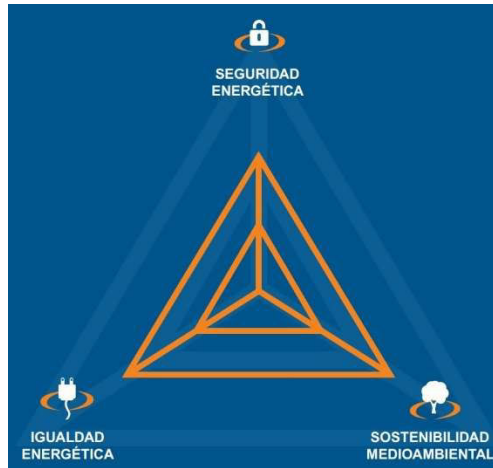 SEGURIDAD
ENERGÉTICA
IGUALDAD
ENERGÉTICA
SOSTENIBILIDAD
MEDIOAMBIENTAL